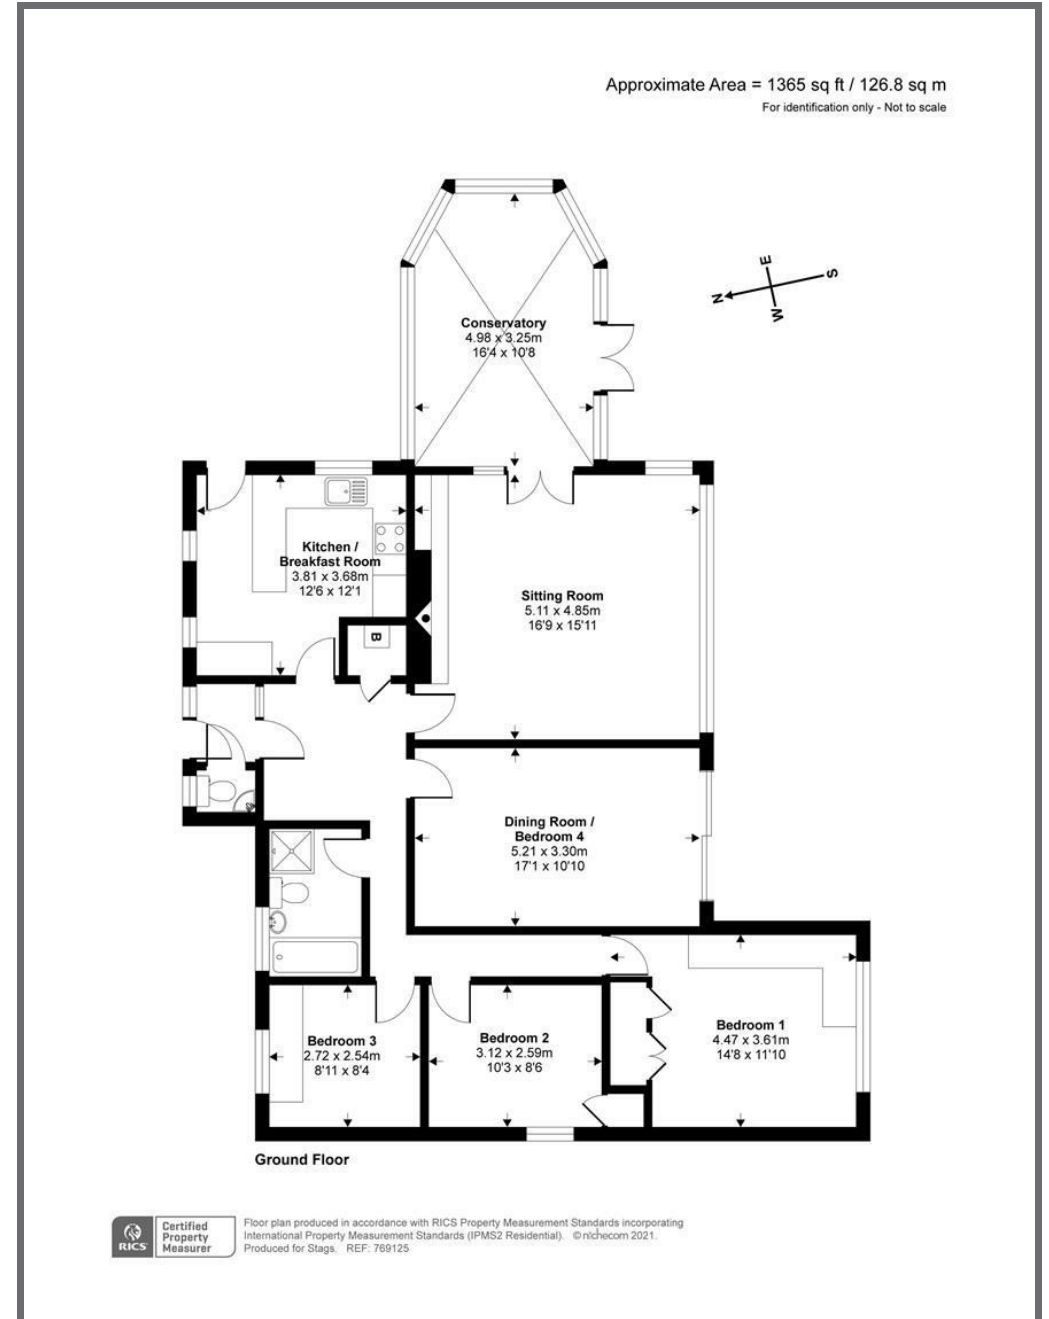 Approximate Area = 1365 sq ft / 126.8 sq m
For identification only - Not to scale
E
S
N
W
Conservatory
4.98 x 3.25m
16'4 x 10'8
Kitchen /
Breakfast Room
3.81 x 3.68m
12'6 x 12'1
B
Sitting Room
5.11 x 4.85m
16'9 x 15'11
Dining Room /
Bedroom 4
5.21 x 3.30m
17'1 x 10'10
Bedroom 3
2.72 x 2.54m
8'11 x 8'4
Bedroom 2
3.12 x 2.59m
10'3 x 8'6
Bedroom 1
4.47 x 3.61m
14'8 x 11'10
Ground Floor
RICS
Certified
Property
Measurer
Floor plan produced in accordance with RICS Property Measurement Standards incorporating
International Property Measurement Standards (IPMS2 Residential). © nichecom 2021.
Produced for Stags. REF: 769125